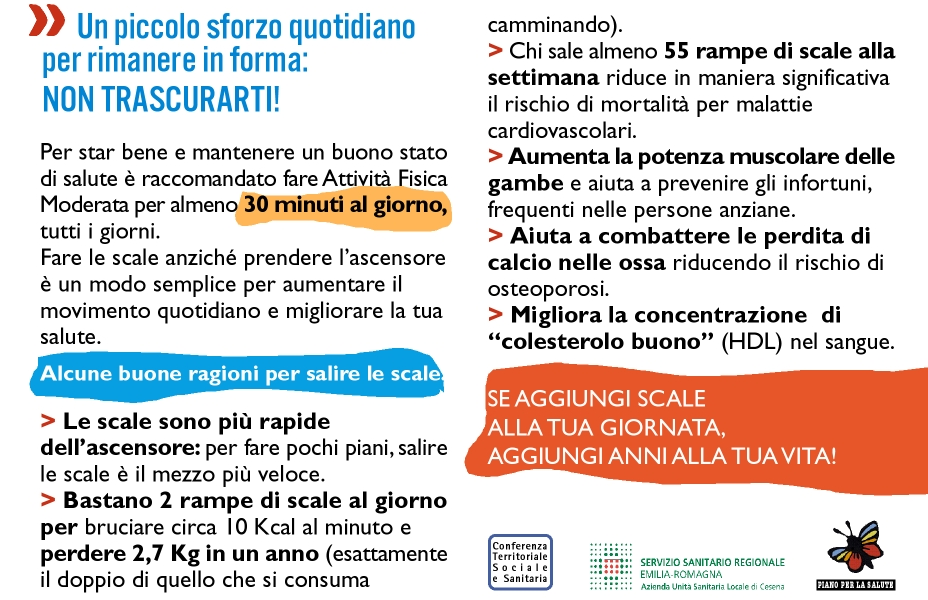 Un piccolo sforzo quotidiano
per rimanere in forma:
NON TRASCURARTI!
Per star bene e mantenere un buono stato
di salute è raccomandato fare Attività Fisica
Moderata per almeno 30 minuti al giorno,
tutti i giorni.
Fare le scale anziché prendere l'ascensore
è un modo semplice per aumentare il
movimento quotidiano e migliorare la tua
salute.
Alcune buone ragioni per salire le scale.
> Le scale sono più rapide
dell'ascensore: per fare pochi piani, salire
le scale è il mezzo più veloce.
> Bastano 2 rampe di scale al giorno
per bruciare circa 10 Kcal al minuto e
perdere 2,7 Kg in un anno (esattamente
il doppio di quello che si consuma
camminando).
> Chi sale almeno 55 rampe di scale alla
settimana riduce in maniera significativa
il rischio di mortalità per malattie
cardiovascolari.
> Aumenta la potenza muscolare delle
gambe e aiuta a prevenire gli infortuni,
frequenti nelle persone anziane.
> Aiuta a combattere le perdita di
calcio nelle ossa riducendo il rischio di
osteoporosi.
> Migliora la concentrazione di
“colesterolo buono” (HDL) nel sangue.
SE AGGIUNGI SCALE
ALLA TUA GIORNATA,
AGGIUNGI ANNI ALLA TUA VITA!
Conferenza
Territoriale
Sociale
e Sanitaria
SERVIZIO SANITARIO REGIONALE
EMILIA-ROMAGNA
Azienda Unità Sanitaria Locale di Cesena
PIANO PER LA SALUTE